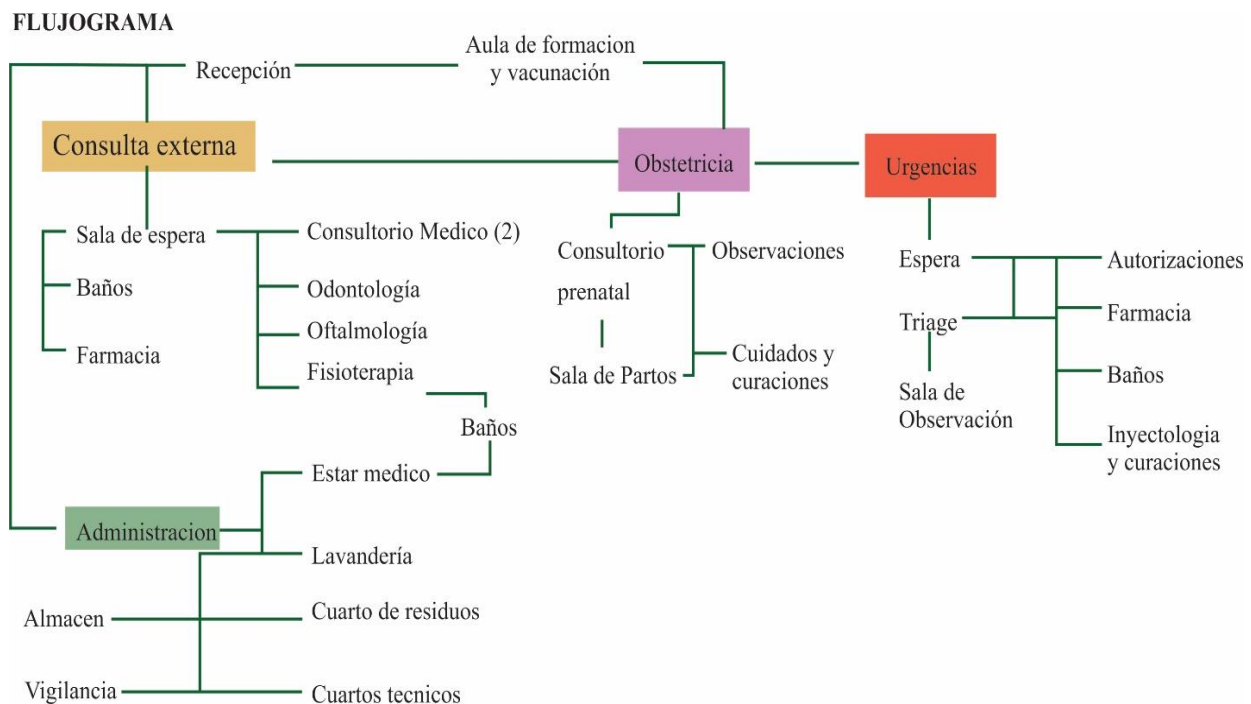 FLUJOGRAMA
Recepción
Aula de formacion
y vacunación
Consulta externa
Obstetricia
Urgencias
Sala de espera
Baños
Farmacia
Consultorio Medico (2)
Odontología
Oftalmología
Fisioterapia
Baños
Estar medico
Consultorio
prenatal
Sala de Partos
Observaciones
Cuidados y
curaciones
Espera
Triage
Sala de
Observación
Autorizaciones
Farmacia
Baños
Inyectologia
y curaciones
Administracion
Lavandería
Almacen
Cuarto de residuos
Vigilancia
Cuartos tecnicos